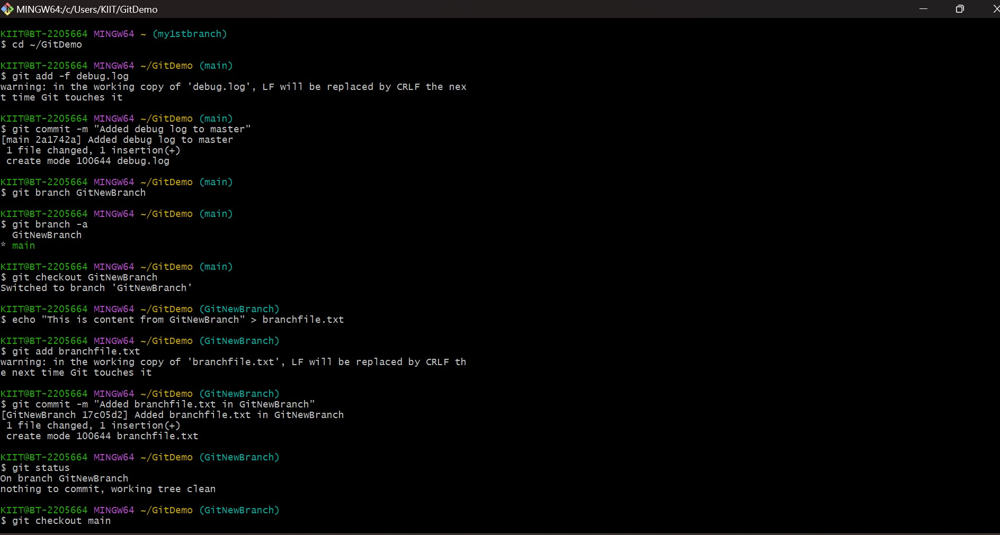 MINGW64:/c/Users/KIIT/GitDemo
KIIT@BT-2205664 MINGW64 ~ (my1stbranch)
$ cd ~/GitDemo
KIIT@BT-2205664 MINGW64 ~/GitDemo (main)
$ git add -f debug.log
warning: in the working copy of 'debug.log', LF will be replaced by CRLF the nex
t time Git touches it
KIIT@BT-2205664 MINGW64 ~/GitDemo (main)
$ git commit -m "Added debug log to master"
[main 2a1742a] Added debug log to master
 1 file changed, 1 insertion(+)
 create mode 100644 debug.log
KIIT@BT-2205664 MINGW64 ~/GitDemo (main)
$ git branch GitNewBranch
KIIT@BT-2205664 MINGW64 ~/GitDemo (main)
$ git branch -a
  GitNewBranch
* main
KIIT@BT-2205664 MINGW64 ~/GitDemo (main)
$ git checkout GitNewBranch
Switched to branch 'GitNewBranch'
KIIT@BT-2205664 MINGW64 ~/GitDemo (GitNewBranch)
$ echo "This is content from GitNewBranch" > branchfile.txt
KIIT@BT-2205664 MINGW64 ~/GitDemo (GitNewBranch)
$ git add branchfile.txt
warning: in the working copy of 'branchfile.txt', LF will be replaced by CRLF th
e next time Git touches it
KIIT@BT-2205664 MINGW64 ~/GitDemo (GitNewBranch)
$ git commit -m "Added branchfile.txt in GitNewBranch"
[GitNewBranch 17c05d2] Added branchfile.txt in GitNewBranch
 1 file changed, 1 insertion(+)
 create mode 100644 branchfile.txt
KIIT@BT-2205664 MINGW64 ~/GitDemo (GitNewBranch)
$ git status
On branch GitNewBranch
nothing to commit, working tree clean
KIIT@BT-2205664 MINGW64 ~/GitDemo (GitNewBranch)
$ git checkout main